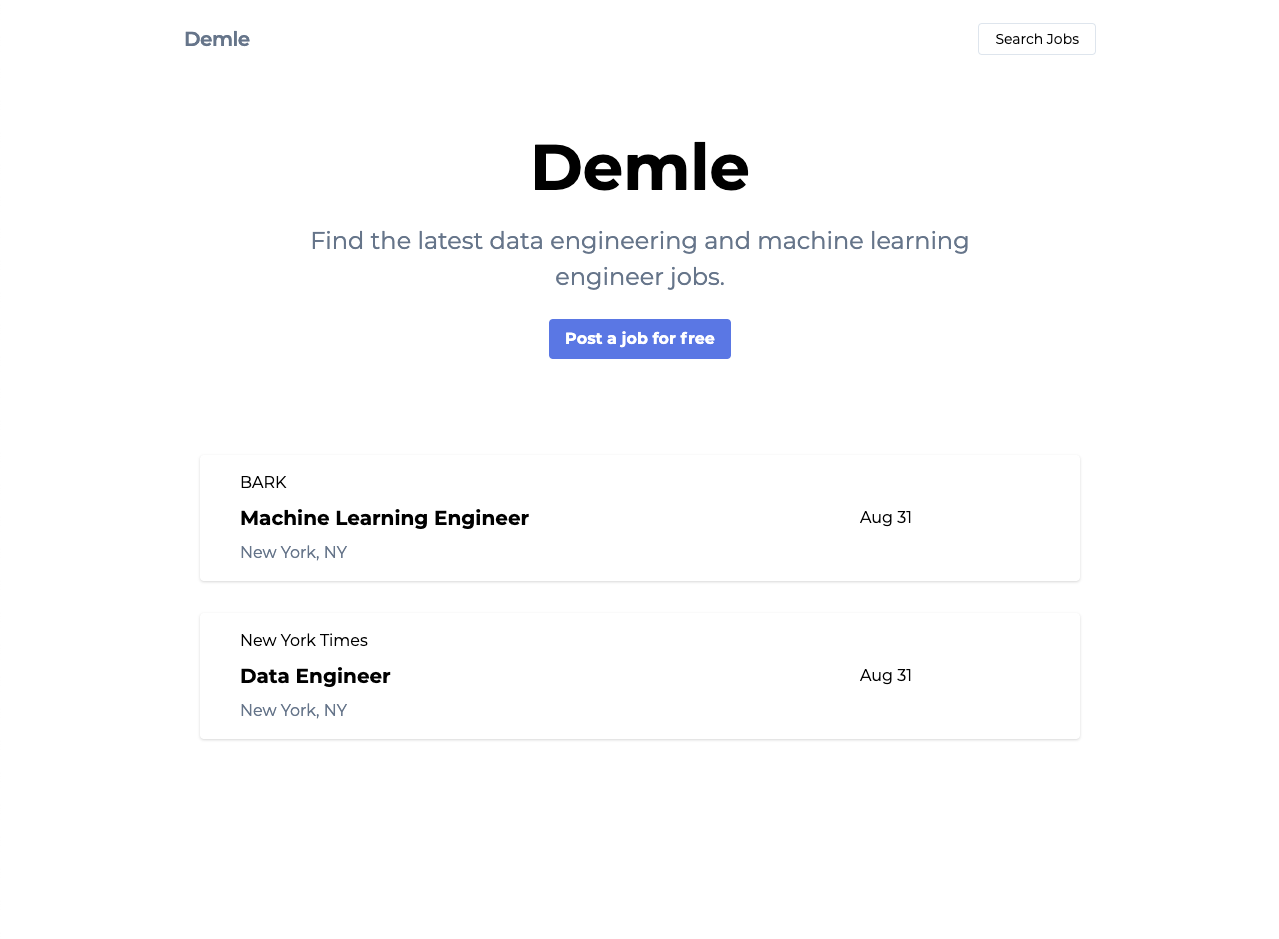 Demle
Search Jobs
Demle
Find the latest data engineering and machine learning
engineer jobs.
Post a job for free
BARK
Machine Learning Engineer
Aug 31
New York, NY
New York Times
Data Engineer
Aug 31
New York, NY